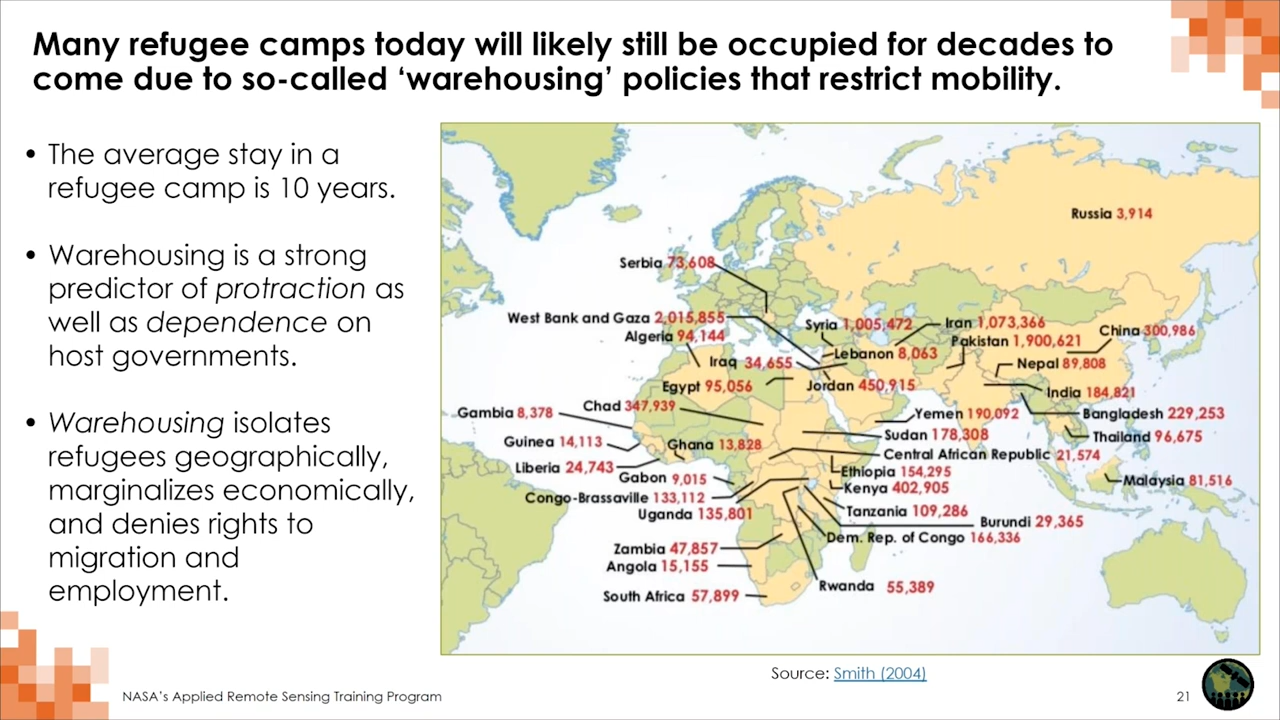 Many refugee camps today will likely still be occupied for decades to
come due to so-called ‘warehousing’ policies that restrict mobility.
• The average stay in a
refugee camp is 10 years.
• Warehousing is a strong
predictor of protraction as
well as dependence on
host governments.
• Warehousing isolates
refugees geographically,
marginalizes economically,
and denies rights to
migration and
employment.
Russia 3,914
Serbia 73,608
West Bank and Gaza 2,015,855
Syria 1,005,472
Iran 1,073,366
China 300,986
Algeria 94,144
Pakistan 1,900,621
Iraq 34,655
Lebanon 8,063
Nepal 89,808
Egypt 95,056
Jordan 450,915
India 184,821
Gambia 8,378
Chad 347,939
Yemen 190,092
Bangladesh 229,253
Guinea 14,113
Ghana 13,828
Sudan 178,308
Thailand 96,675
Central African Republic 21,574
Liberia 24,743
Gabon 9,015
Ethiopia 154,295
Malaysia 81,516
Kenya 402,905
Congo-Brassaville 133,112
Uganda 135,801
Tanzania 109,286
Burundi 29,365
Dem. Rep. of Congo 166,336
Zambia 47,857
Angola 15,155
Rwanda 55,389
South Africa 57,899
Source: Smith (2004)
NASA’s Applied Remote Sensing Training Program
21